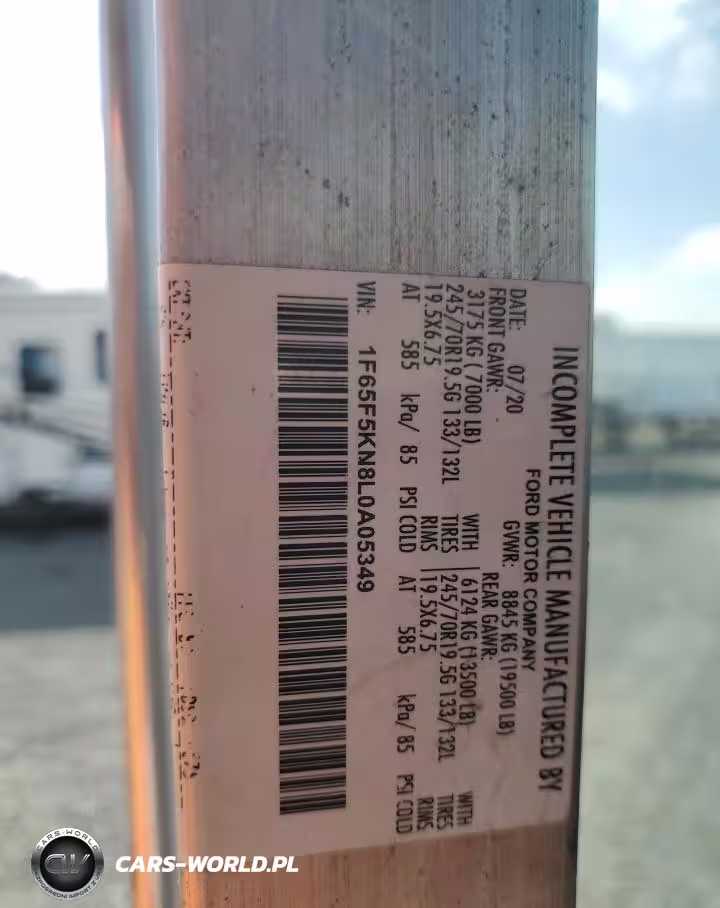 INCOMPLETE VEHICLE MANUFACTURED BY
FORD MOTOR COMPANY
DATE: 07/20 GVWR: 8845 KG (19500 LB)
FRONT GAWR: REAR GAWR:
3175 KG (7000 LB) WITH 6124 KG (13500 LB) WITH
245/70R19.5G 133/132L TIRES 245/70R19.5G 133/132L TIRES
19.5X6.75 RIMS 19.5X6.75 RIMS
AT 585 kPa/ 85 PSI COLD AT 585 kPa/ 85 PSI COLD
VIN: 1F65F5KN8L0A05349
CARS-WORLD
CW
CARS-WORLD.PL